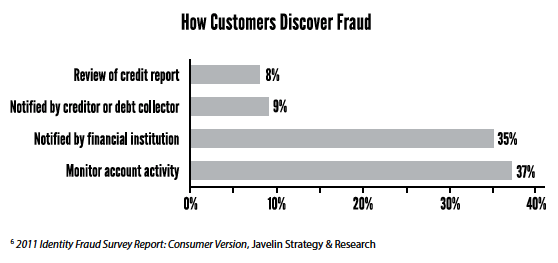 How Customers Discover Fraud
Review of credit report 8%
Notified by creditor or debt collector 9%
Notified by financial institution 35%
Monitor account activity 37%
0% 10% 20% 30% 40%
6 2011 Identity Fraud Survey Report: Consumer Version, Javelin Strategy & Research